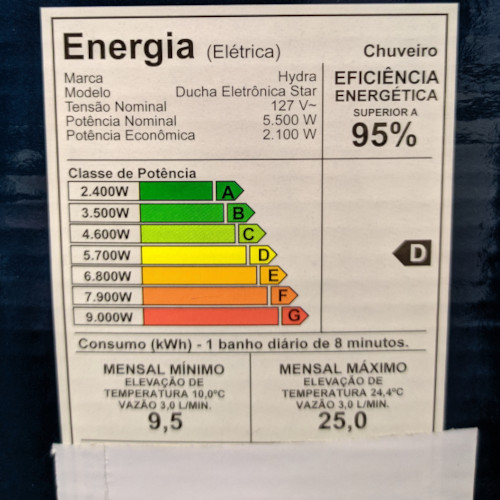 Energia (Elétrica) Chuveiro
Marca Hydra
Modelo Ducha Eletrônica Star
Tensão Nominal 127 V~
Potência Nominal 5.500 W
Potência Econômica 2.100 W
EFICIÊNCIA
ENERGÉTICA
SUPERIOR A
95%
Classe de Potência
2.400W A
3.500W B
4.600W C
5.700W D
D
6.800W E
7.900W F
9.000W G
Consumo (kWh) - 1 banho diário de 8 minutos.
MENSAL MÍNIMO
ELEVAÇÃO DE
TEMPERATURA 10,0ºC
VAZÃO 3,0 L/MIN.
9,5
MENSAL MÁXIMO
ELEVAÇÃO DE
TEMPERATURA 24,4ºC
VAZÃO 3,0 L/MIN.
25,0